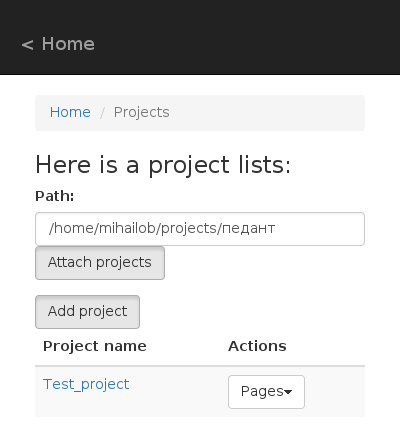 < Home
Home / Projects
Here is a project lists:
Path:
/home/mihailob/projects/педант
Attach projects
Add project
Project name Actions
Test_project Pages